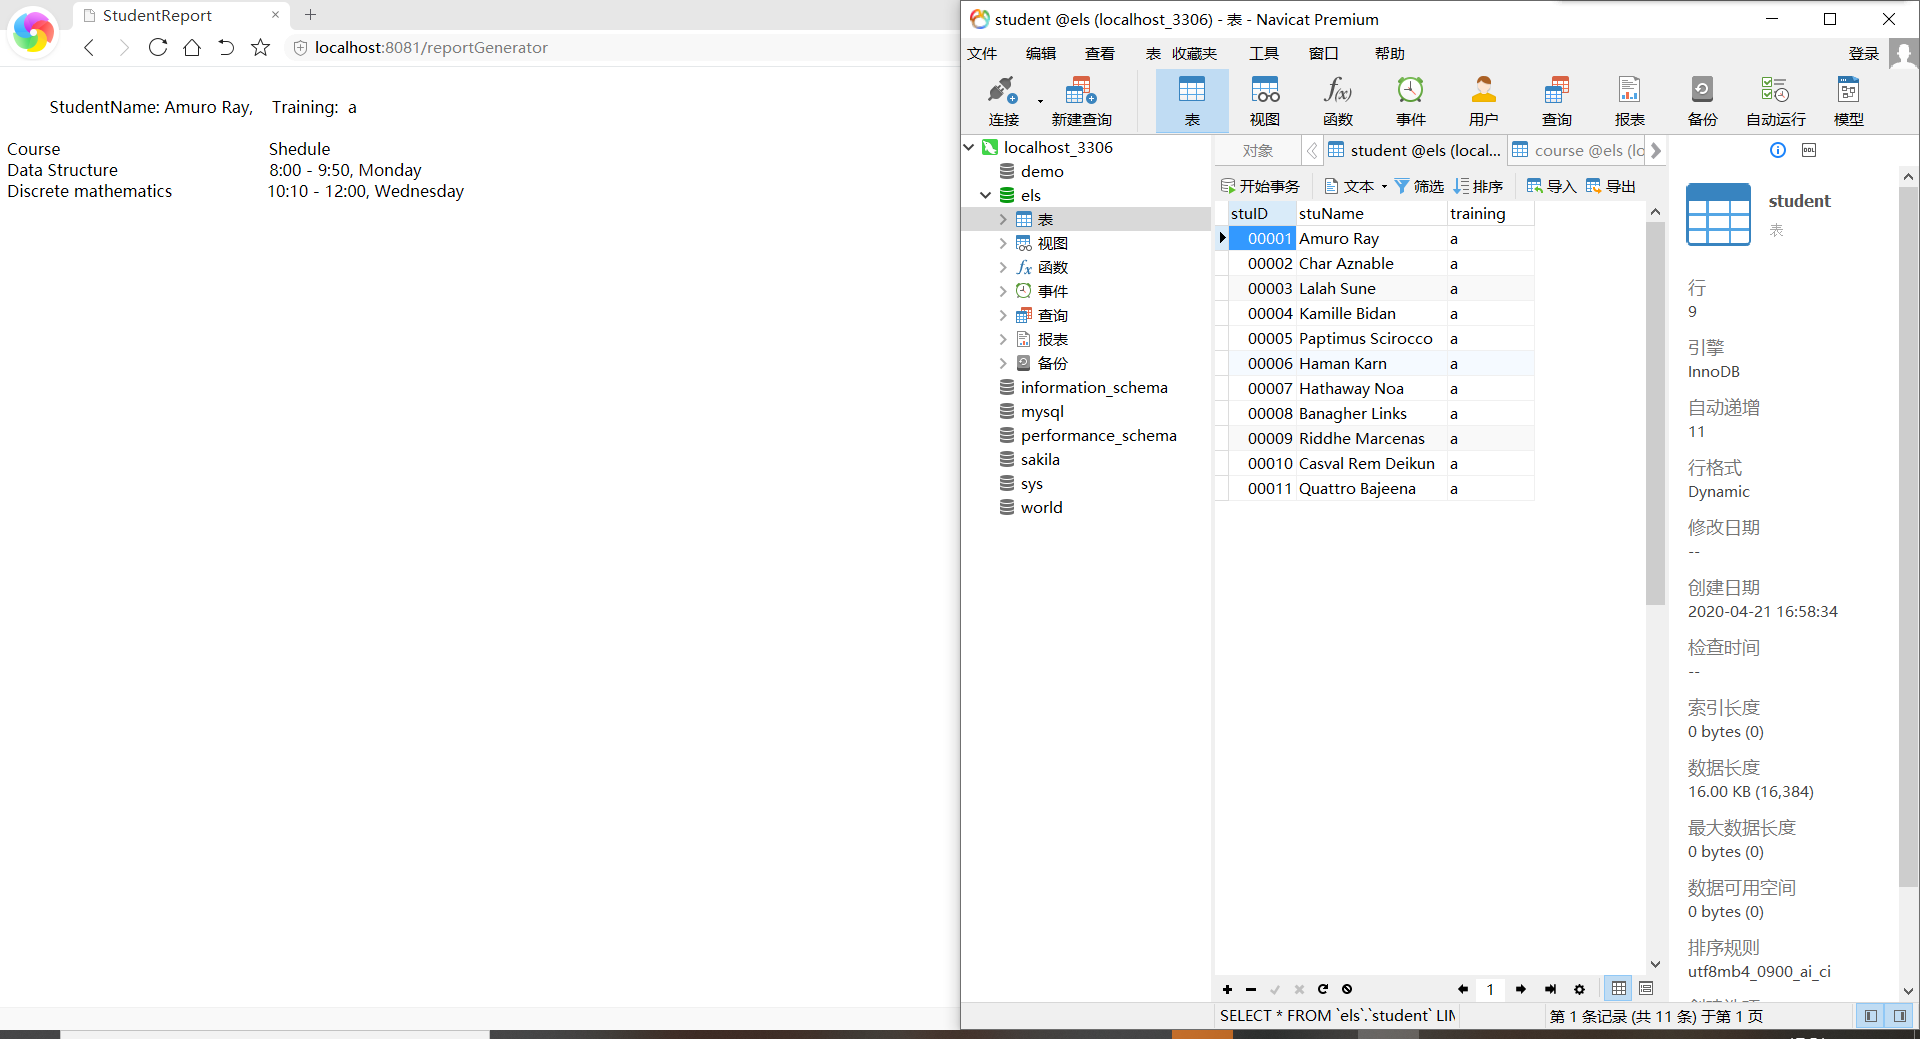 StudentReport
localhost:8081/reportGenerator
StudentName: Amuro Ray, Training: a
Course Shedule
Data Structure 8:00 - 9:50, Monday
Discrete mathematics 10:10 - 12:00, Wednesday
student @els (localhost_3306) - 表 - Navicat Premium
文件 编辑 查看 表 收藏夹 工具 窗口 帮助 登录
连接 新建查询 表 视图 函数 事件 用户 查询 报表 备份 自动运行 模型
localhost_3306
demo
els
表
视图
函数
事件
查询
报表
备份
information_schema
mysql
performance_schema
sakila
sys
world
对象 student @els (local... course @els (lo
开始事务 文本 筛选 排序 导入 导出
stuID stuName training
00001 Amuro Ray a
00002 Char Aznable a
00003 Lalah Sune a
00004 Kamille Bidan a
00005 Paptimus Scirocco a
00006 Haman Karn a
00007 Hathaway Noa a
00008 Banagher Links a
00009 Riddhe Marcenas a
00010 Casval Rem Deikun a
00011 Quattro Bajeena a
1
SELECT * FROM `els`.`student` LIM
第 1 条记录 (共 11 条) 于第 1 页
DDL
student
表
行
9
引擎
InnoDB
自动递增
11
行格式
Dynamic
修改日期
--
创建日期
2020-04-21 16:58:34
检查时间
--
索引长度
0 bytes (0)
数据长度
16.00 KB (16,384)
最大数据长度
0 bytes (0)
数据可用空间
0 bytes (0)
排序规则
utf8mb4_0900_ai_ci